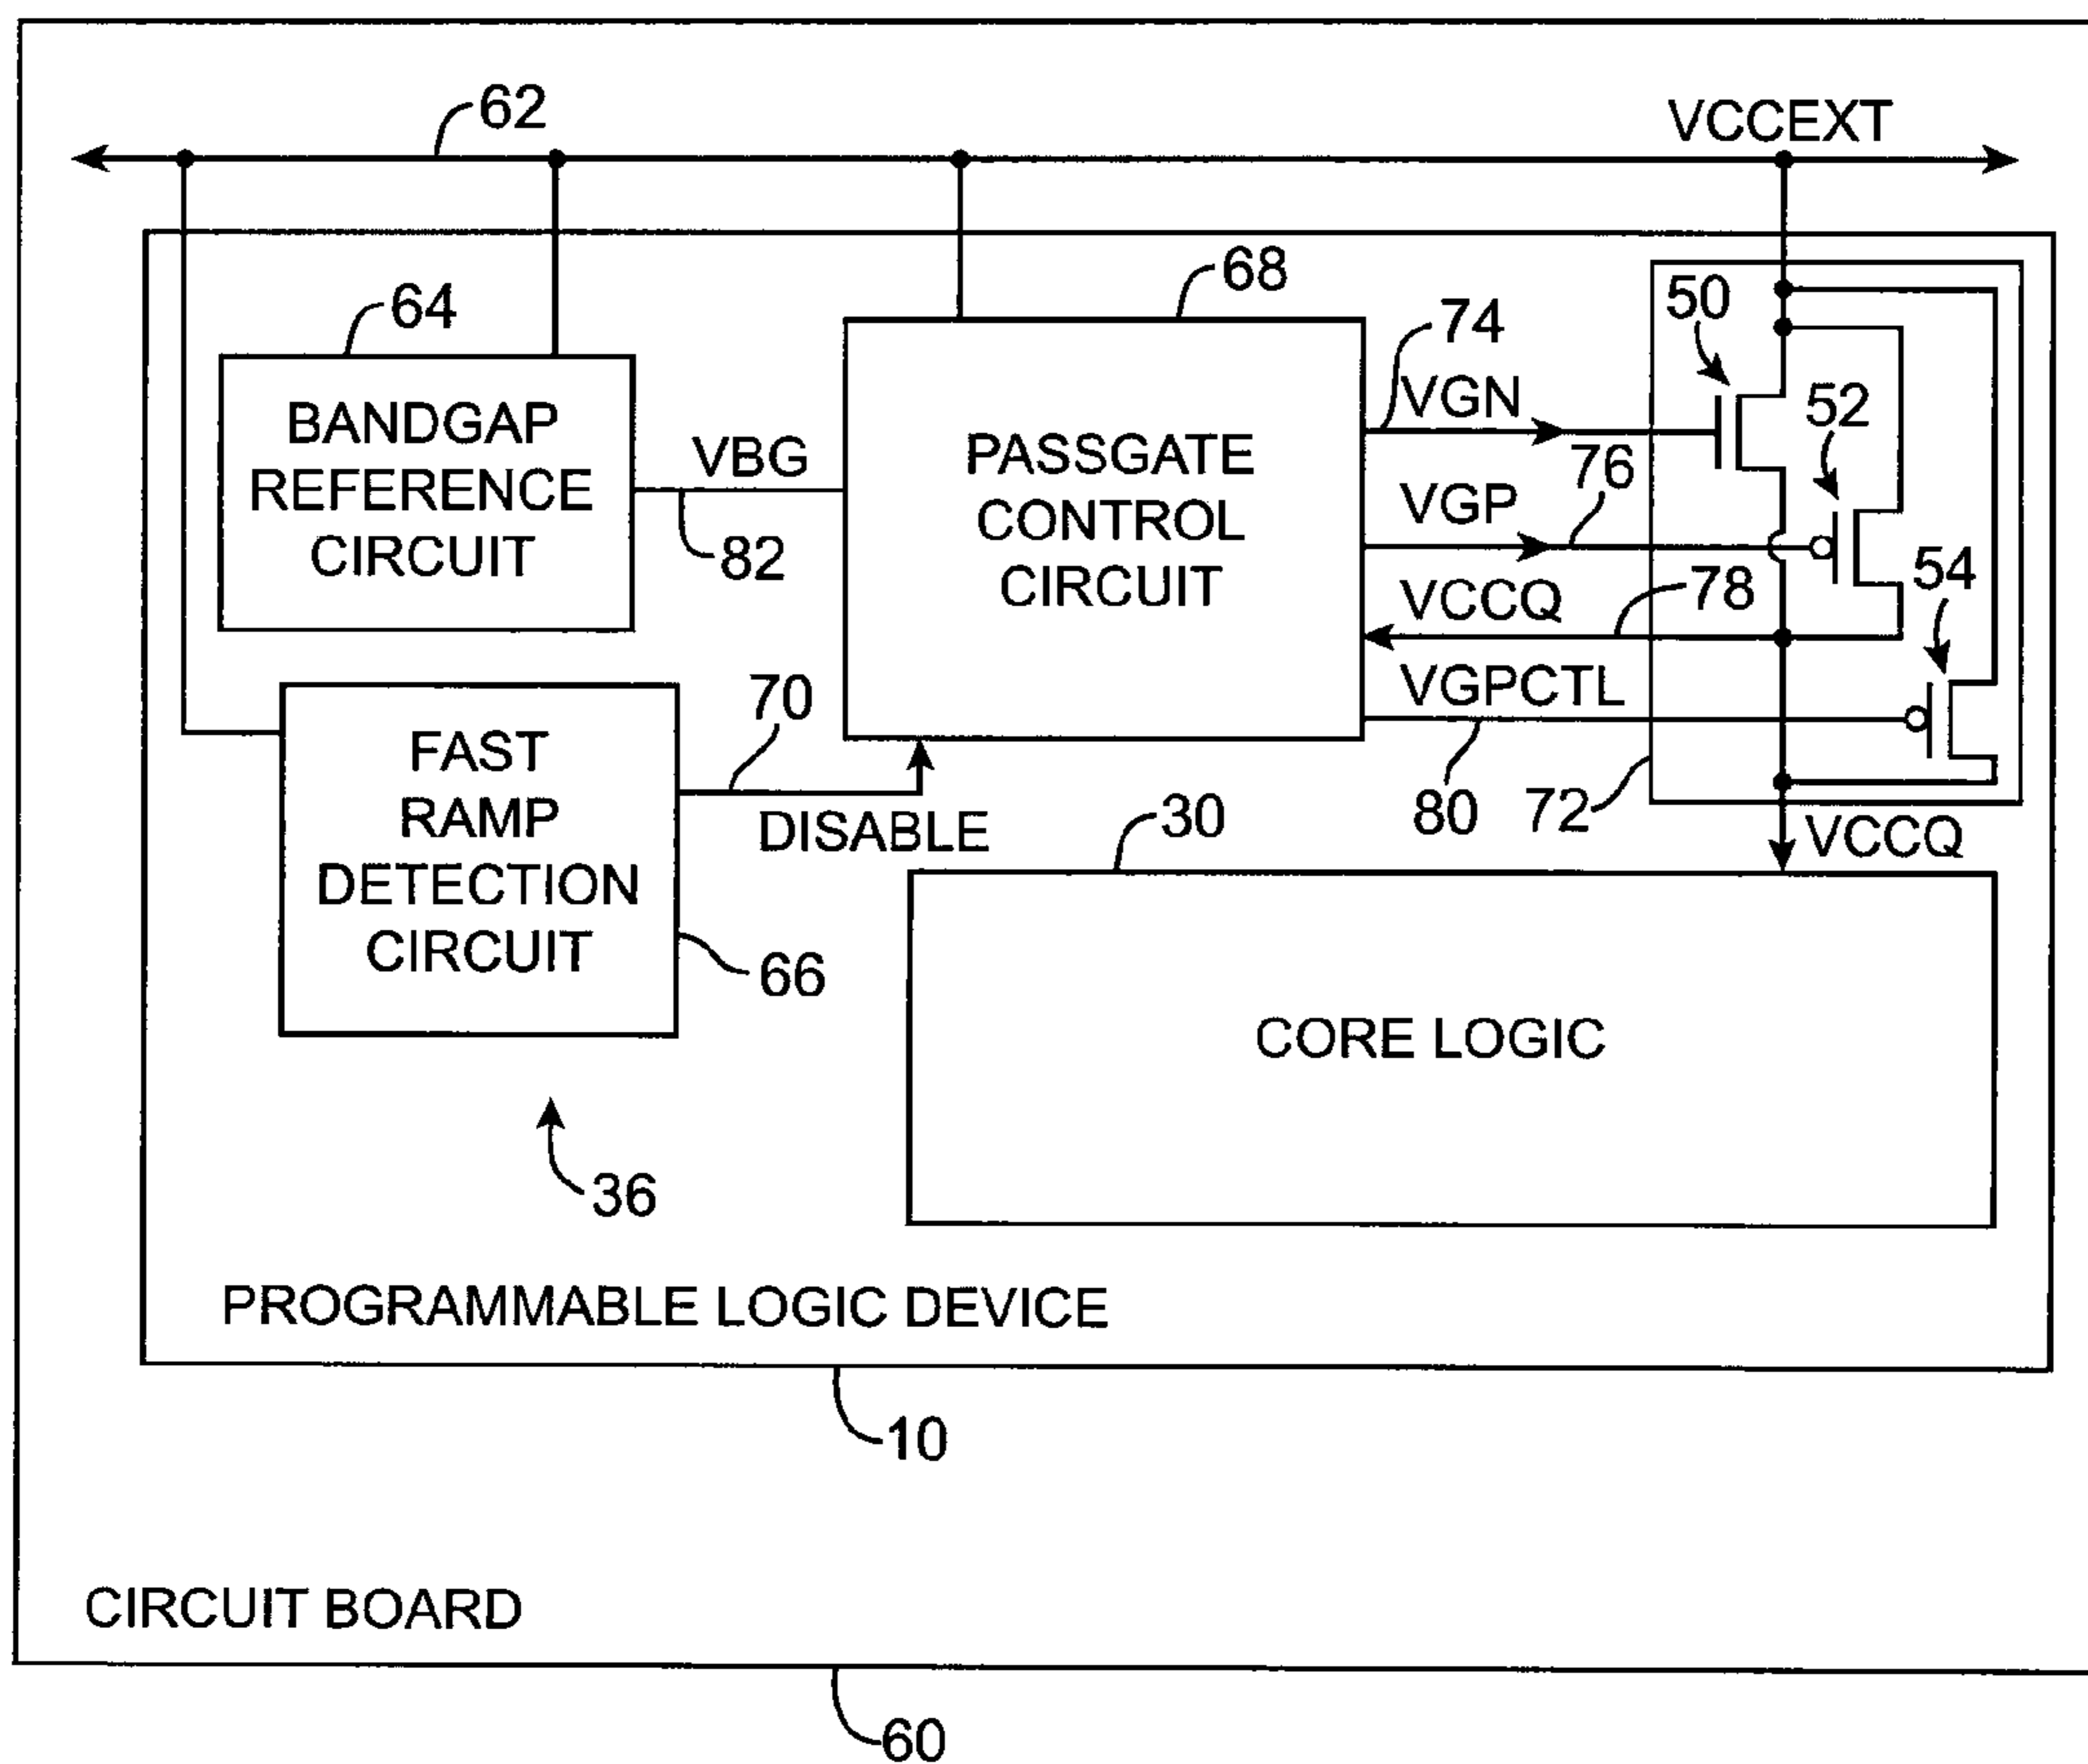 62
VCCEXT
64
68
50
74
VGN
52
BANDGAP
REFERENCE
CIRCUIT
VBG
82
PASSGATE
CONTROL
CIRCUIT
76
VGP
54
VCCQ
78
VGPCTL
70
FAST
RAMP
DETECTION
CIRCUIT
DISABLE
30
80
72
VCCQ
66
CORE LOGIC
36
PROGRAMMABLE LOGIC DEVICE
10
CIRCUIT BOARD
60